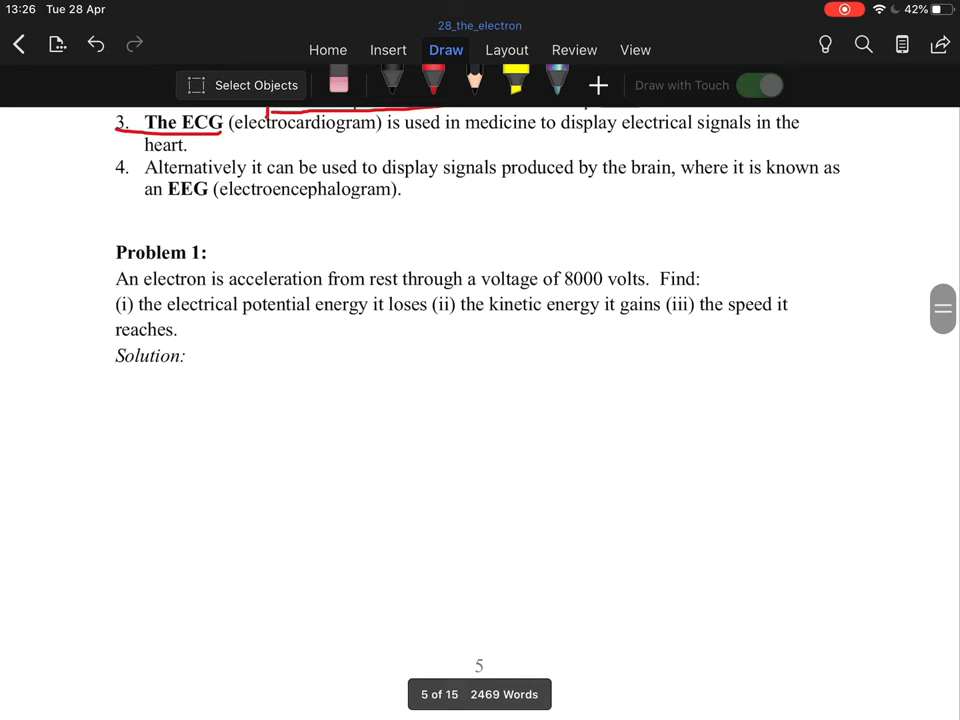 13:26 Tue 28 Apr
42%
28_the_electron
Home Insert Draw Layout Review View
Select Objects
Draw with Touch
3. The ECG (electrocardiogram) is used in medicine to display electrical signals in the
heart.
4. Alternatively it can be used to display signals produced by the brain, where it is known as
an EEG (electroencephalogram).
Problem 1:
An electron is acceleration from rest through a voltage of 8000 volts. Find:
(i) the electrical potential energy it loses (ii) the kinetic energy it gains (iii) the speed it
reaches.
Solution:
5
5 of 15 2469 Words